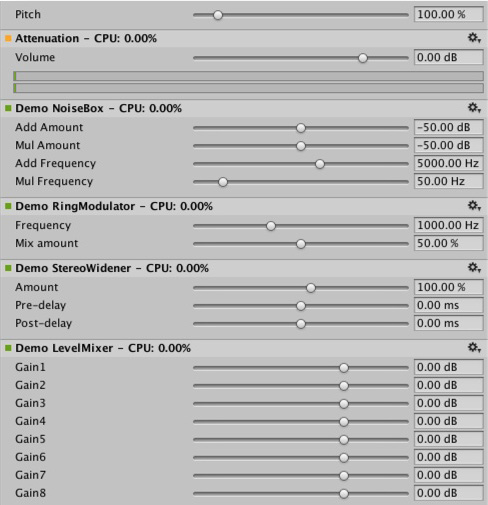 Pitch 100.00 %
Attenuation – CPU: 0.00%
Volume 0.00 dB
Demo NoiseBox – CPU: 0.00%
Add Amount -50.00 dB
Mul Amount -50.00 dB
Add Frequency 5000.00 Hz
Mul Frequency 50.00 Hz
Demo RingModulator – CPU: 0.00%
Frequency 1000.00 Hz
Mix amount 50.00 %
Demo StereoWidener – CPU: 0.00%
Amount 100.00 %
Pre-delay 0.00 ms
Post-delay 0.00 ms
Demo LevelMixer – CPU: 0.00%
Gain1 0.00 dB
Gain2 0.00 dB
Gain3 0.00 dB
Gain4 0.00 dB
Gain5 0.00 dB
Gain6 0.00 dB
Gain7 0.00 dB
Gain8 0.00 dB